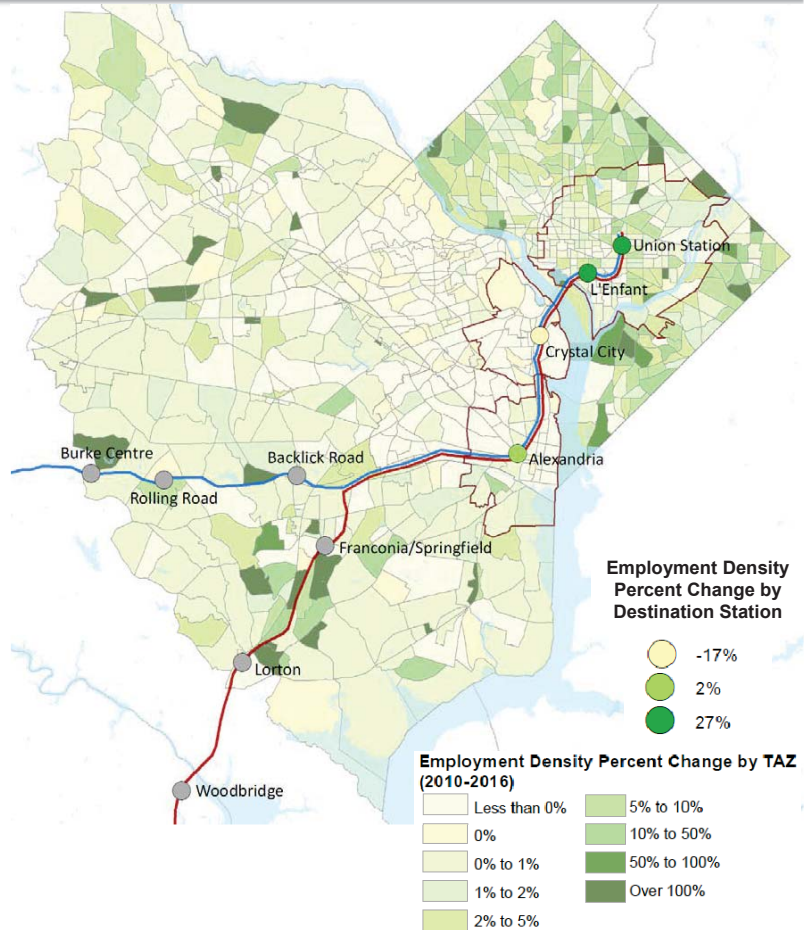 Union Station
L'Enfant
Crystal City
Burke Centre
Backlick Road
Alexandria
Rolling Road
Franconia/Springfield
Lorton
Woodbridge
Employment Density
Percent Change by
Destination Station
-17%
2%
27%
Employment Density Percent Change by TAZ
(2010-2016)
Less than 0%
0%
0% to 1%
1% to 2%
2% to 5%
5% to 10%
10% to 50%
50% to 100%
Over 100%